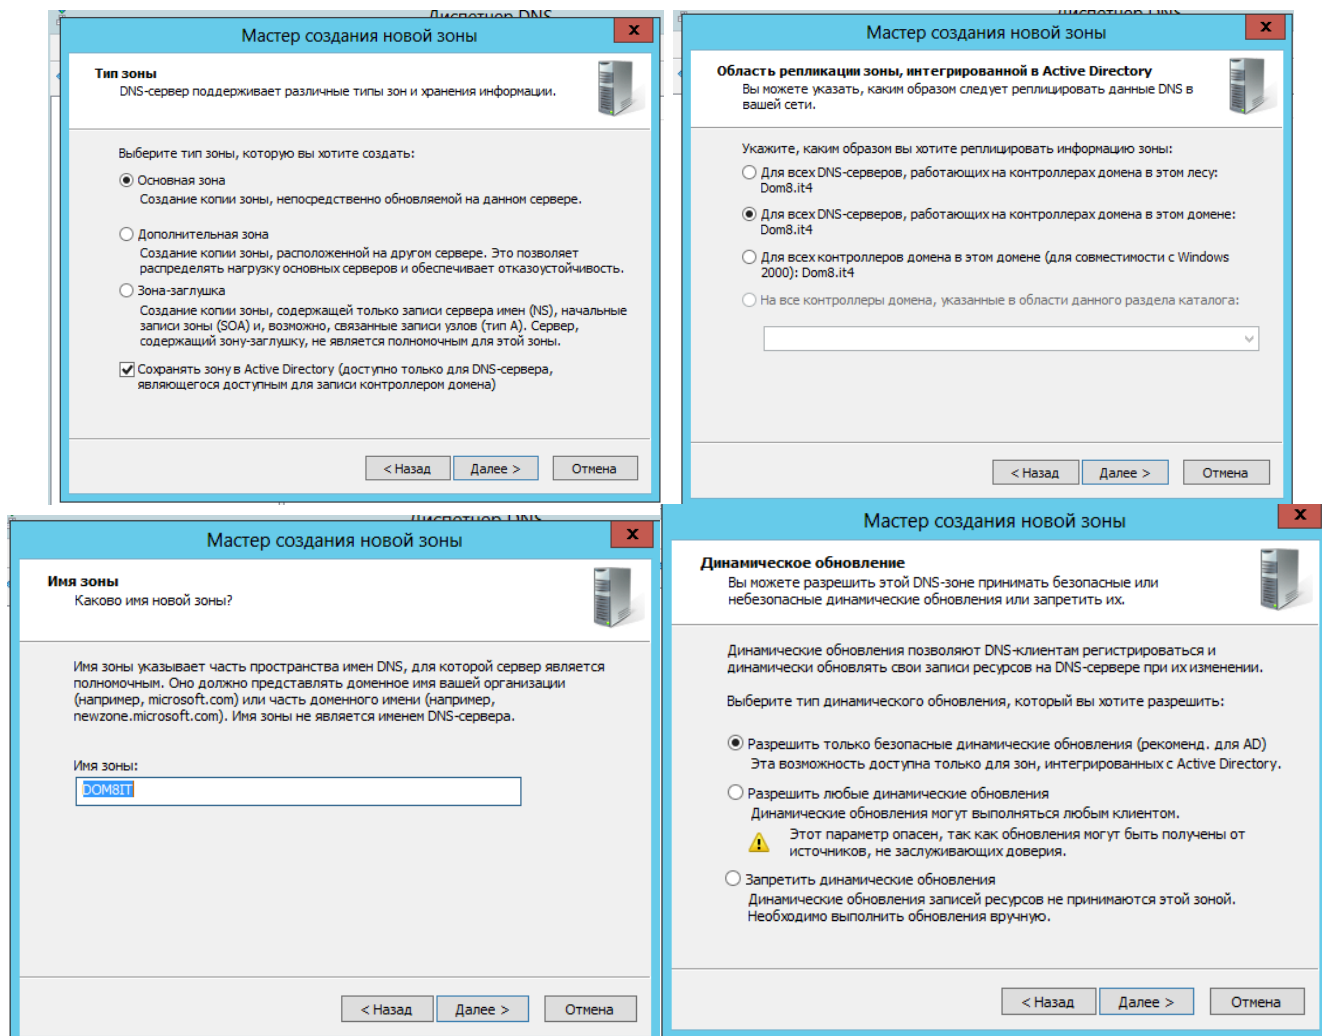 Диспетчер DNS
Мастер создания новой зоны
x
Тип зоны
DNS-сервер поддерживает различные типы зон и хранения информации.
Выберите тип зоны, которую вы хотите создать:
Основная зона
Создание копии зоны, непосредственно обновляемой на данном сервере.
Дополнительная зона
Создание копии зоны, расположенной на другом сервере. Это позволяет
распределять нагрузку основных серверов и обеспечивает отказоустойчивость.
Зона-заглушка
Создание копии зоны, содержащей только записи сервера имен (NS), начальные
записи зоны (SOA) и, возможно, связанные записи узлов (тип A). Сервер,
содержащий зону-заглушку, не является полномочным для этой зоны.
Сохранять зону в Active Directory (доступно только для DNS-сервера,
являющегося доступным для записи контроллером домена)
< Назад
Далее >
Отмена
Диспетчер DNS
Мастер создания новой зоны
x
Область репликации зоны, интегрированной в Active Directory
Вы можете указать, каким образом следует реплицировать данные DNS в
вашей сети.
Укажите, каким образом вы хотите реплицировать информацию зоны:
Для всех DNS-серверов, работающих на контроллерах домена в этом лесу:
Dom8.it4
Для всех DNS-серверов, работающих на контроллерах домена в этом домене:
Dom8.it4
Для всех контроллеров домена в этом домене (для совместимости с Windows
2000): Dom8.it4
На все контроллеры домена, указанные в области данного раздела каталога:
< Назад
Далее >
Отмена
Диспетчер DNS
Мастер создания новой зоны
x
Имя зоны
Каково имя новой зоны?
Имя зоны указывает часть пространства имен DNS, для которой сервер является
полномочным. Оно должно представлять доменное имя вашей организации
(например, microsoft.com) или часть доменного имени (например,
newzone.microsoft.com). Имя зоны не является именем DNS-сервера.
Имя зоны:
DOM8IT
< Назад
Далее >
Отмена
Мастер создания новой зоны
x
Динамическое обновление
Вы можете разрешить этой DNS-зоне принимать безопасные или
небезопасные динамические обновления или запретить их.
Динамические обновления позволяют DNS-клиентам регистрироваться и
динамически обновлять свои записи ресурсов на DNS-сервере при их изменении.
Выберите тип динамического обновления, который вы хотите разрешить:
Разрешить только безопасные динамические обновления (рекоменд. для AD)
Эта возможность доступна только для зон, интегрированных с Active Directory.
Разрешить любые динамические обновления
Динамические обновления могут выполняться любым клиентом.
Этот параметр опасен, так как обновления могут быть получены от
источников, не заслуживающих доверия.
Запретить динамические обновления
Динамические обновления записей ресурсов не принимаются этой зоной.
Необходимо выполнить обновления вручную.
< Назад
Далее >
Отмена